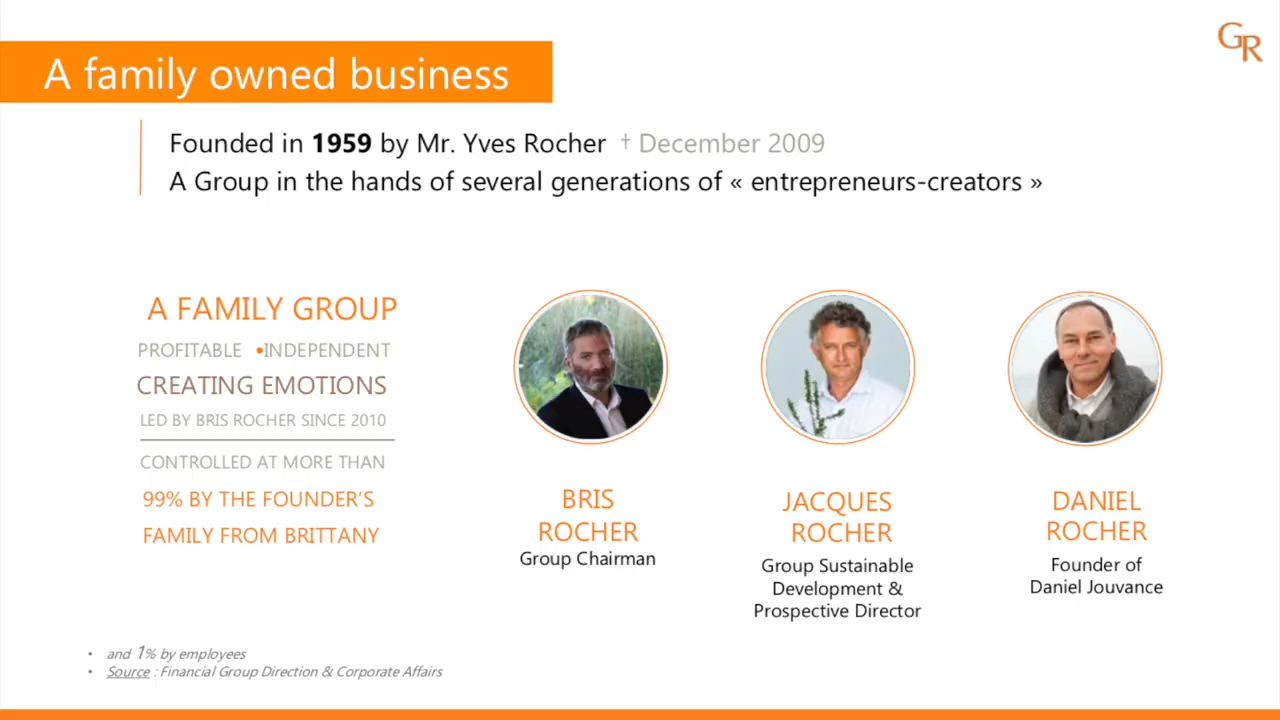 GR
A family owned business
Founded in 1959 by Mr. Yves Rocher † December 2009
A Group in the hands of several generations of « entrepreneurs-creators »
A FAMILY GROUP
PROFITABLE •INDEPENDENT
CREATING EMOTIONS
LED BY BRIS ROCHER SINCE 2010
CONTROLLED AT MORE THAN
99% BY THE FOUNDER’S
FAMILY FROM BRITTANY
BRIS
ROCHER
Group Chairman
JACQUES
ROCHER
Group Sustainable
Development &
Prospective Director
DANIEL
ROCHER
Founder of
Daniel Jouvance
• and 1% by employees
• Source : Financial Group Direction & Corporate Affairs